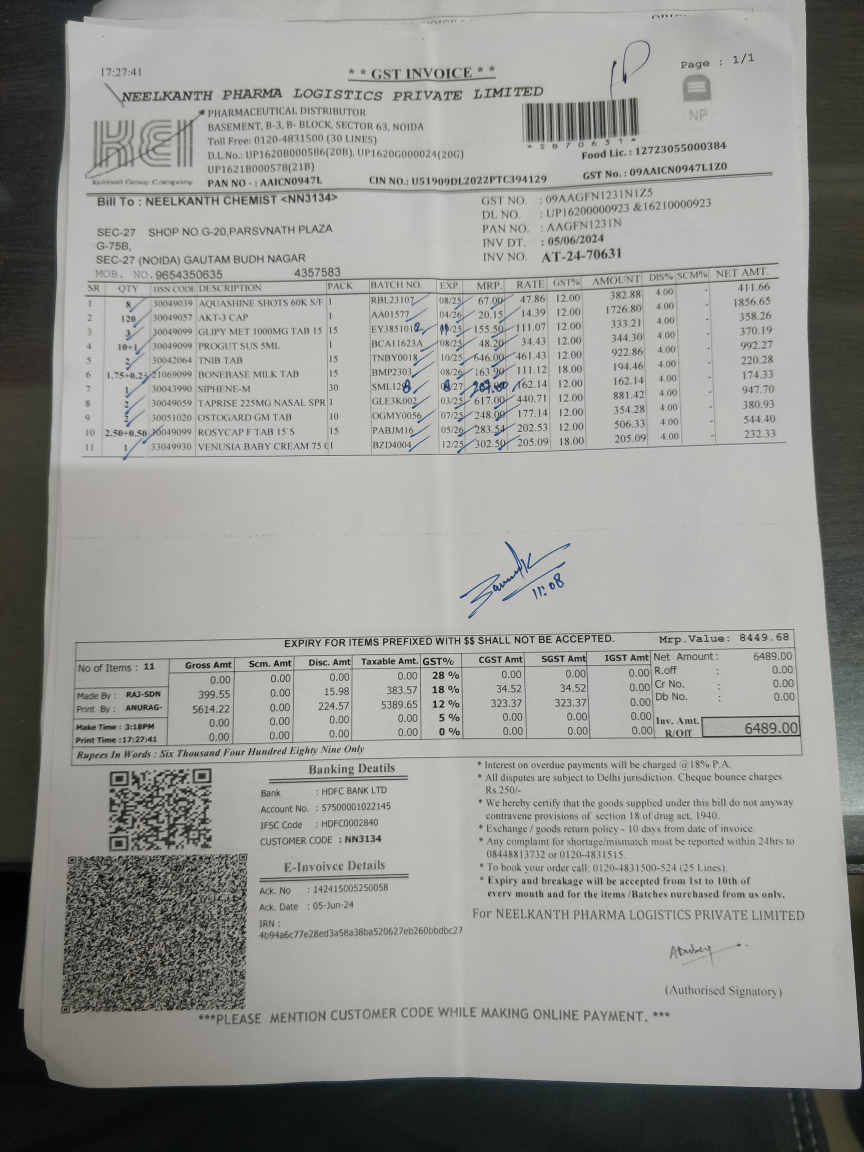 17:27:41
* * GST INVOICE * *
Page : 1/1
NEELKANTH PHARMA LOGISTICS PRIVATE LIMITED
NP
KEI
Keimed Group Company
PHARMACEUTICAL DISTRIBUTOR
BASEMENT, B-3, B- BLOCK, SECTOR 63, NOIDA
Toll Free: 0120-4831500 (30 LINES)
D.L.No.: UP1620B000586(20B), UP1620G000024(20G)
UP1621B000578(21B)
PAN NO - : AAICN0947L
CIN NO.: U51909DL2022PTC394129
*S8706 31*
Food Lic. : 12723055000384
GST No. : 09AAICN0947L1Z0
Bill To : NEELKANTH CHEMIST <NN3134>
SEC-27 SHOP NO.G-20,PARSVNATH PLAZA
G-75B,
SEC-27 (NOIDA) GAUTAM BUDH NAGAR
MOB. NO.9654350635 4357583
GST NO. : 09AAGFN1231N1Z5
DL NO. : UP16200000923 &16210000923
PAN NO. : AAGFN1231N
INV DT. : 05/06/2024
INV NO. AT-24-70631
SR QTY HSN CODE DESCRIPTION PACK BATCH NO. EXP. MRP. RATE GST% AMOUNT DIS% SCM% NET AMT.
1 8 30049039 AQUASHINE SHOTS 60K S/F 1 RBL23107 08/25 67.00 47.86 12.00 382.88 4.00 - 411.66
2 120 30049057 AKT-3 CAP 1 AA01577 04/26 20.15 14.39 12.00 1726.80 4.00 - 1856.65
3 3 30049099 GLIPY MET 1000MG TAB 15 15 EY3851012 /25 155.50 111.07 12.00 333.21 4.00 - 358.26
4 10+1 30049099 PROGUT SUS 5ML 1 BCA11623A 08/25 48.20 34.43 12.00 344.30 4.00 - 370.19
5 2 30042064 TNIB TAB 15 TNBY0018 10/25 646.00 461.43 12.00 922.86 4.00 - 992.27
6 1.75+0.25 21069099 BONEBASE MILK TAB 15 BMP2303 08/26 163.90 111.12 18.00 194.46 4.00 - 220.28
7 1 30043990 SIPHENE-M 30 SML128 8/27 162.14 12.00 162.14 4.00 - 174.33
8 2 30049059 TAPRISE 225MG NASAL SPR 1 GLE3K002 03/25 617.00 440.71 12.00 881.42 4.00 - 947.70
9 2 30051020 OSTOGARD GM TAB 10 OGMY0056 07/25 248.00 177.14 12.00 354.28 4.00 - 380.93
10 2.50+0.50 30049099 ROSYCAP F TAB 15'S 15 PABJM16 05/26 283.54 202.53 12.00 506.33 4.00 - 544.40
11 1 33049930 VENUSIA BABY CREAM 75 G 1 BZD4004 12/25 302.50 205.09 18.00 205.09 4.00 - 232.33
11:08
EXPIRY FOR ITEMS PREFIXED WITH $$ SHALL NOT BE ACCEPTED.
Mrp.Value: 8449.68
No of Items : 11
Made By : RAJ-SDN
Print By : ANURAG-
Make Time : 3:18PM
Print Time :17:27:41
Gross Amt Scm. Amt Disc. Amt Taxable Amt. GST% CGST Amt SGST Amt IGST Amt
0.00 0.00 0.00 0.00 28 % 0.00 0.00 0.00
399.55 0.00 15.98 383.57 18 % 34.52 34.52 0.00
5614.22 0.00 224.57 5389.65 12 % 323.37 323.37 0.00
0.00 0.00 0.00 0.00 5 % 0.00 0.00 0.00
0.00 0.00 0.00 0.00 0 % 0.00 0.00 0.00
Net Amount : 6489.00
R.off : 0.00
Cr No. : 0.00
Db No. : 0.00
Inv. Amt. R/Off 6489.00
Rupees In Words : Six Thousand Four Hundred Eighty Nine Only
Banking Deatils
Bank : HDFC BANK LTD
Account No. : 57500001022145
IFSC Code : HDFC0002840
CUSTOMER CODE : NN3134
E-Invoivce Details
Ack. No : 142415005250058
Ack. Date : 05-Jun-24
IRN :
4b94a6c77e28ed3a58a38ba520627eb260bbdbc27
* Interest on overdue payments will be charged @18% P.A.
* All disputes are subject to Delhi jurisdiction. Cheque bounce charges
Rs.250/-
* We hereby certify that the goods supplied under this bill do not anyway
contravene provisions of section 18 of drug act, 1940.
* Exchange / goods return policy - 10 days from date of invoice.
* Any complaint for shortage/mismatch must be reported within 24hrs to
08448813732 or 0120-4831515.
* To book your order call: 0120-4831500-524 (25 Lines).
* Expiry and breakage will be accepted from 1st to 10th of
every month and for the items /Batches purchased from us only.
For NEELKANTH PHARMA LOGISTICS PRIVATE LIMITED
ADubey
(Authorised Signatory)
***PLEASE MENTION CUSTOMER CODE WHILE MAKING ONLINE PAYMENT. ***